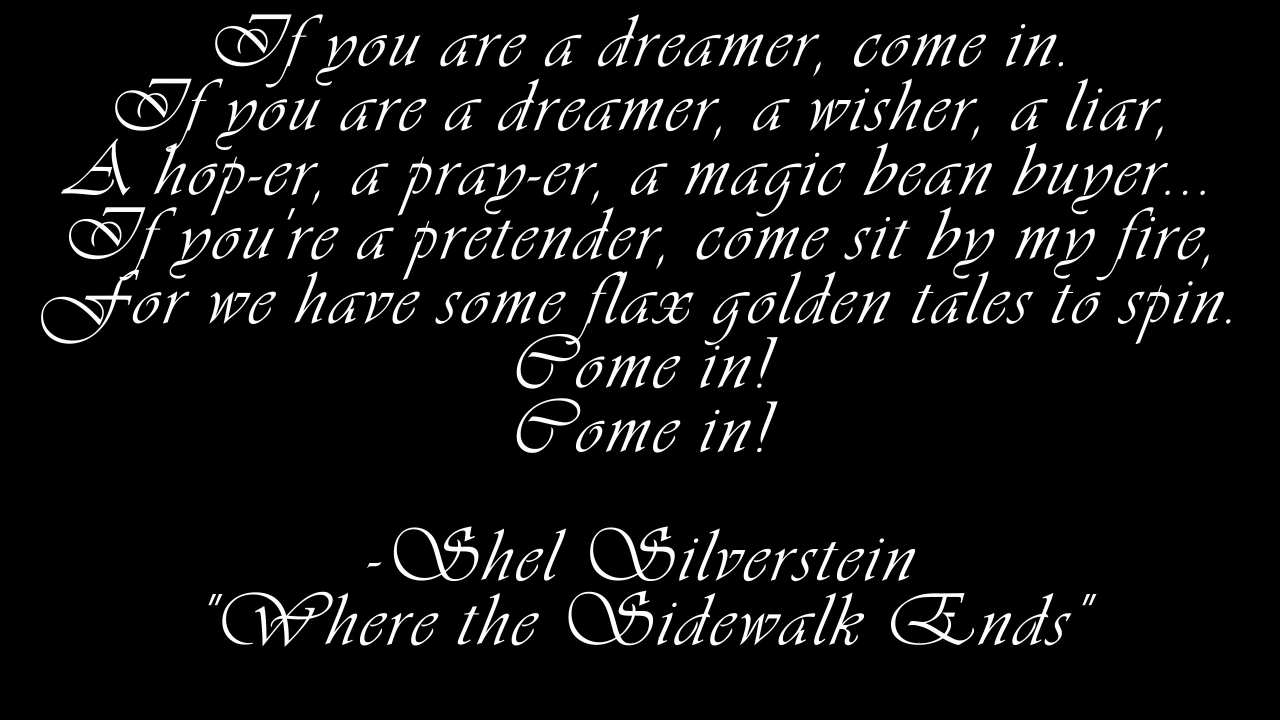 If you are a dreamer, come in.
If you are a dreamer, a wisher, a liar,
A hop-er, a pray-er, a magic bean buyer...
If you're a pretender, come sit by my fire,
For we have some flax golden tales to spin.
Come in!
Come in!
-Shel Silverstein
"Where the Sidewalk Ends"